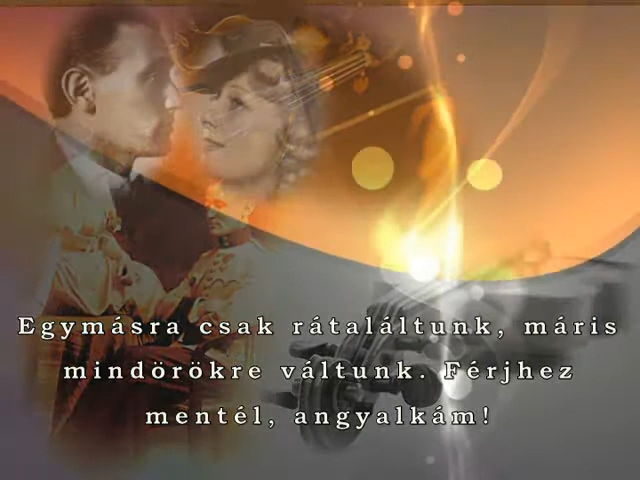 Egymásra csak rátaláltunk, máris
mindörökre váltunk. Férjhez
mentél, angyalkám!